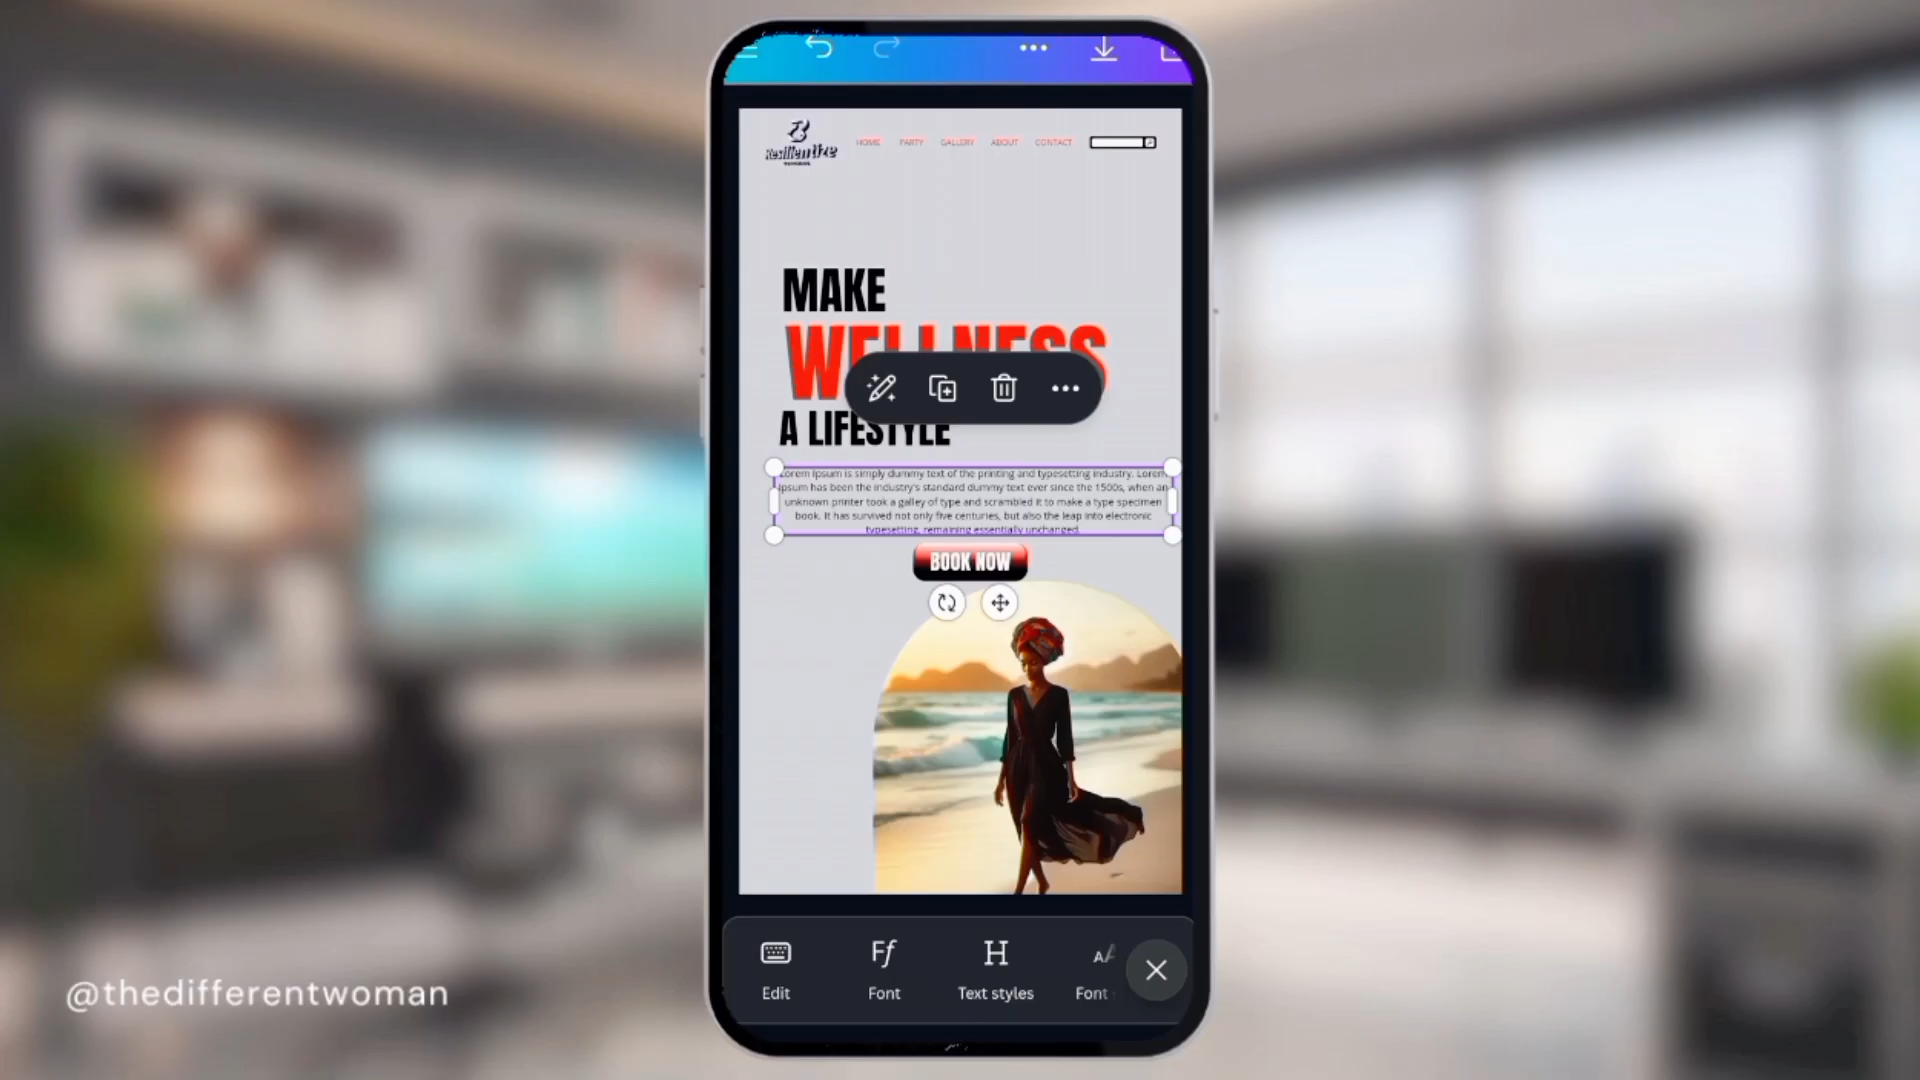 Resilientize
HOME PARTY GALLERY ABOUT CONTACT
MAKE
WELLNESS
A LIFESTYLE
Lorem Ipsum is simply dummy text of the printing and typesetting industry. Lorem
Ipsum has been the industry's standard dummy text ever since the 1500s, when an
unknown printer took a galley of type and scrambled it to make a type specimen
book. It has survived not only five centuries, but also the leap into electronic
typesetting, remaining essentially unchanged.
BOOK NOW
Edit Font Text styles Font
@thedifferentwoman